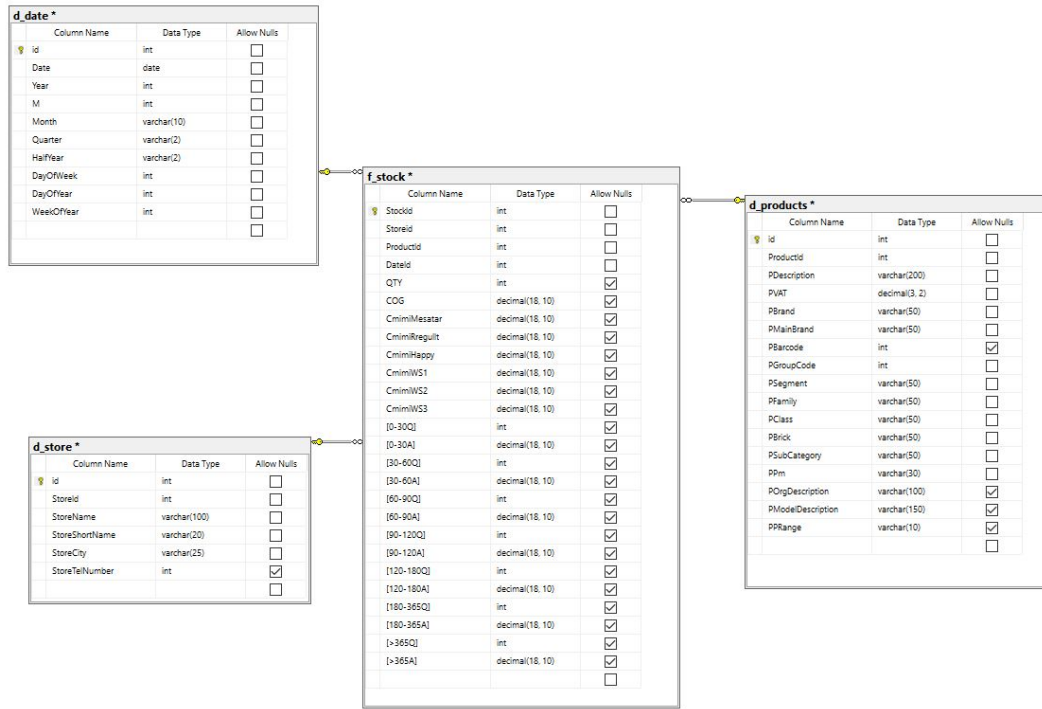 d_date *
Column Name Data Type Allow Nulls
id int
Date date
Year int
M int
Month varchar(10)
Quarter varchar(2)
HalfYear varchar(2)
DayOfWeek int
DayOfYear int
WeekOfYear int
f_stock *
Column Name Data Type Allow Nulls
StockId int
Storeid int
ProductId int
DateId int
QTY int
COG decimal(18, 10)
CmimiMesatar decimal(18, 10)
CmimiRregullt decimal(18, 10)
CmimiHappy decimal(18, 10)
CmimiWS1 decimal(18, 10)
CmimiWS2 decimal(18, 10)
CmimiWS3 decimal(18, 10)
[0-30Q] int
[0-30A] decimal(18, 10)
[30-60Q] int
[30-60A] decimal(18, 10)
[60-90Q] int
[60-90A] decimal(18, 10)
[90-120Q] int
[90-120A] decimal(18, 10)
[120-180Q] int
[120-180A] decimal(18, 10)
[180-365Q] int
[180-365A] decimal(18, 10)
[>365Q] int
[>365A] decimal(18, 10)
d_products *
Column Name Data Type Allow Nulls
id int
ProductId int
PDescription varchar(200)
PVAT decimal(3, 2)
PBrand varchar(50)
PMainBrand varchar(50)
PBarcode int
PGroupCode int
PSegment varchar(50)
PFamily varchar(50)
PClass varchar(50)
PBrick varchar(50)
PSubCategory varchar(50)
PPm varchar(30)
POrgDescription varchar(100)
PModelDescription varchar(150)
PPRange varchar(10)
d_store *
Column Name Data Type Allow Nulls
id int
StoreId int
StoreName varchar(100)
StoreShortName varchar(20)
StoreCity varchar(25)
StoreTelNumber int